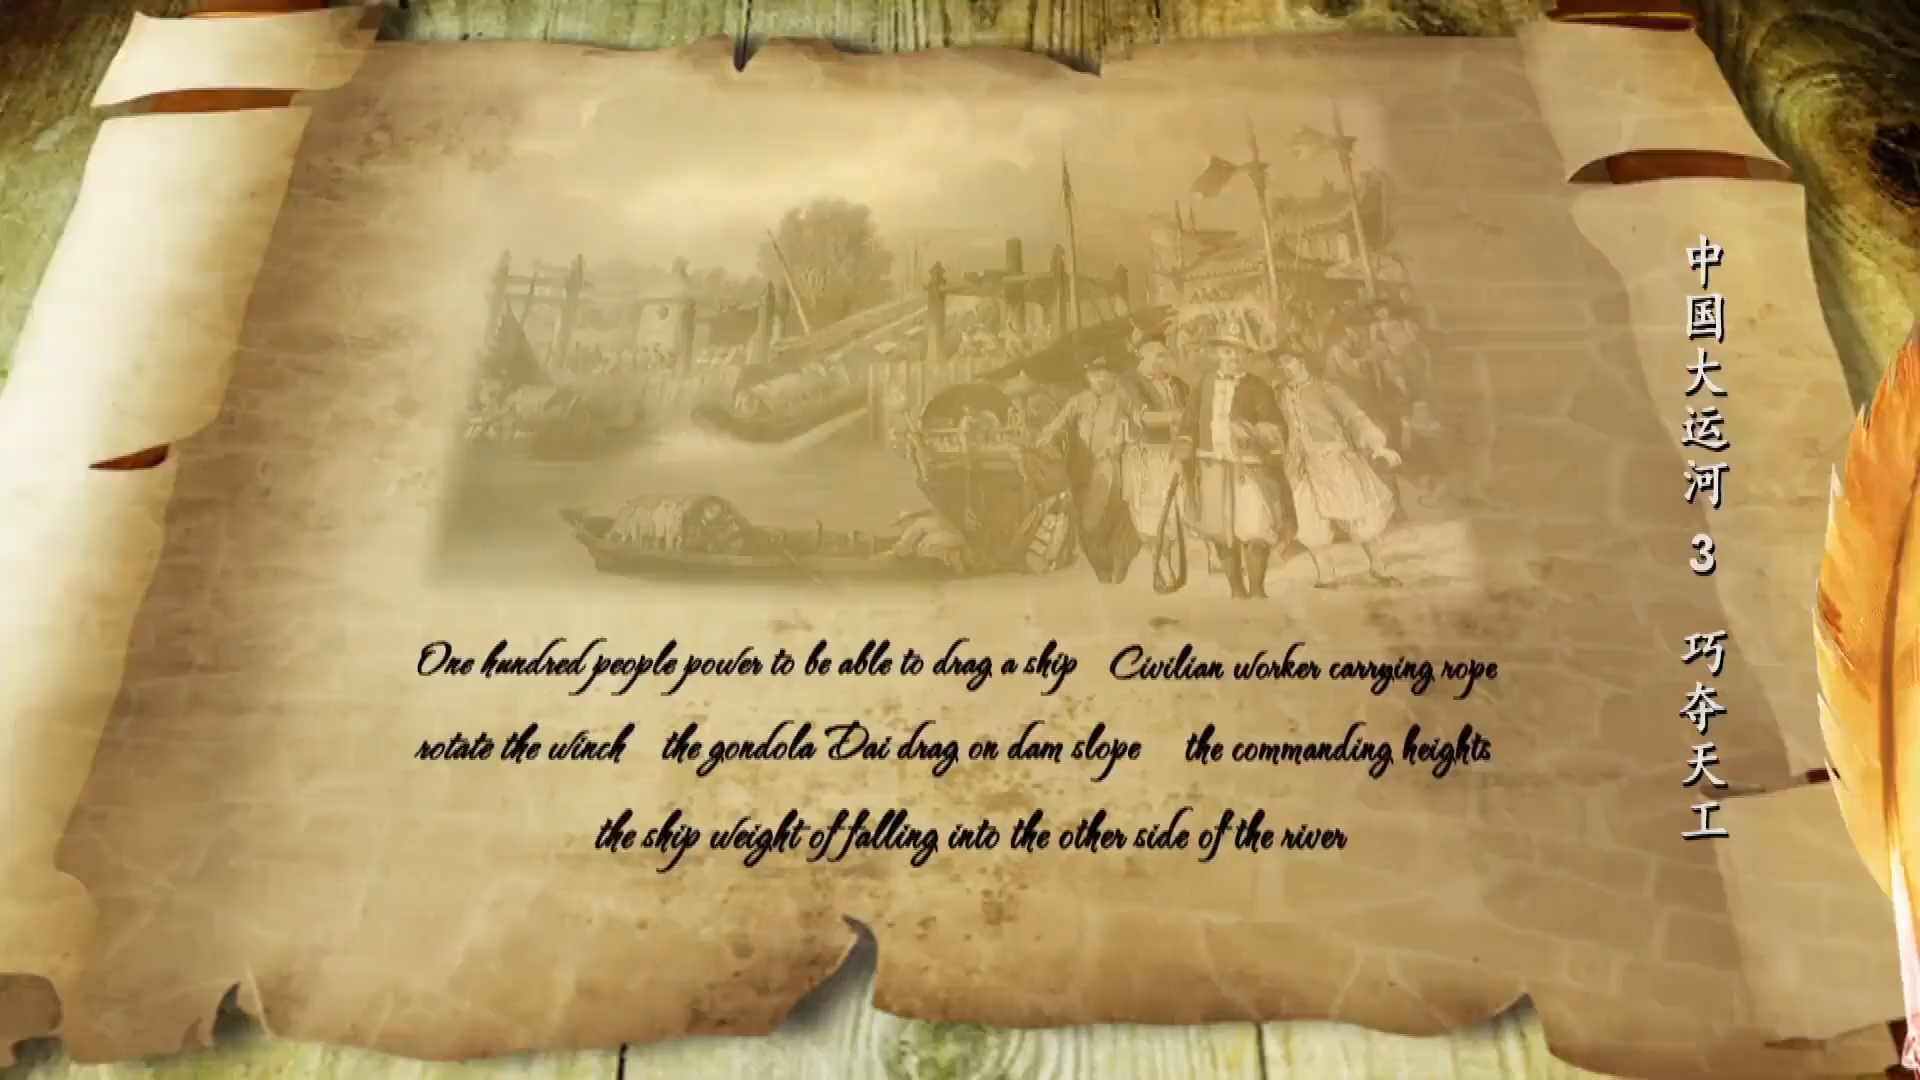 One hundred people power to be able to drag a ship Civilian worker carrying rope
rotate the winch the gondola Dai drag on dam slope the commanding heights
the ship weight of falling into the other side of the river
中国大运河 3 巧夺天工